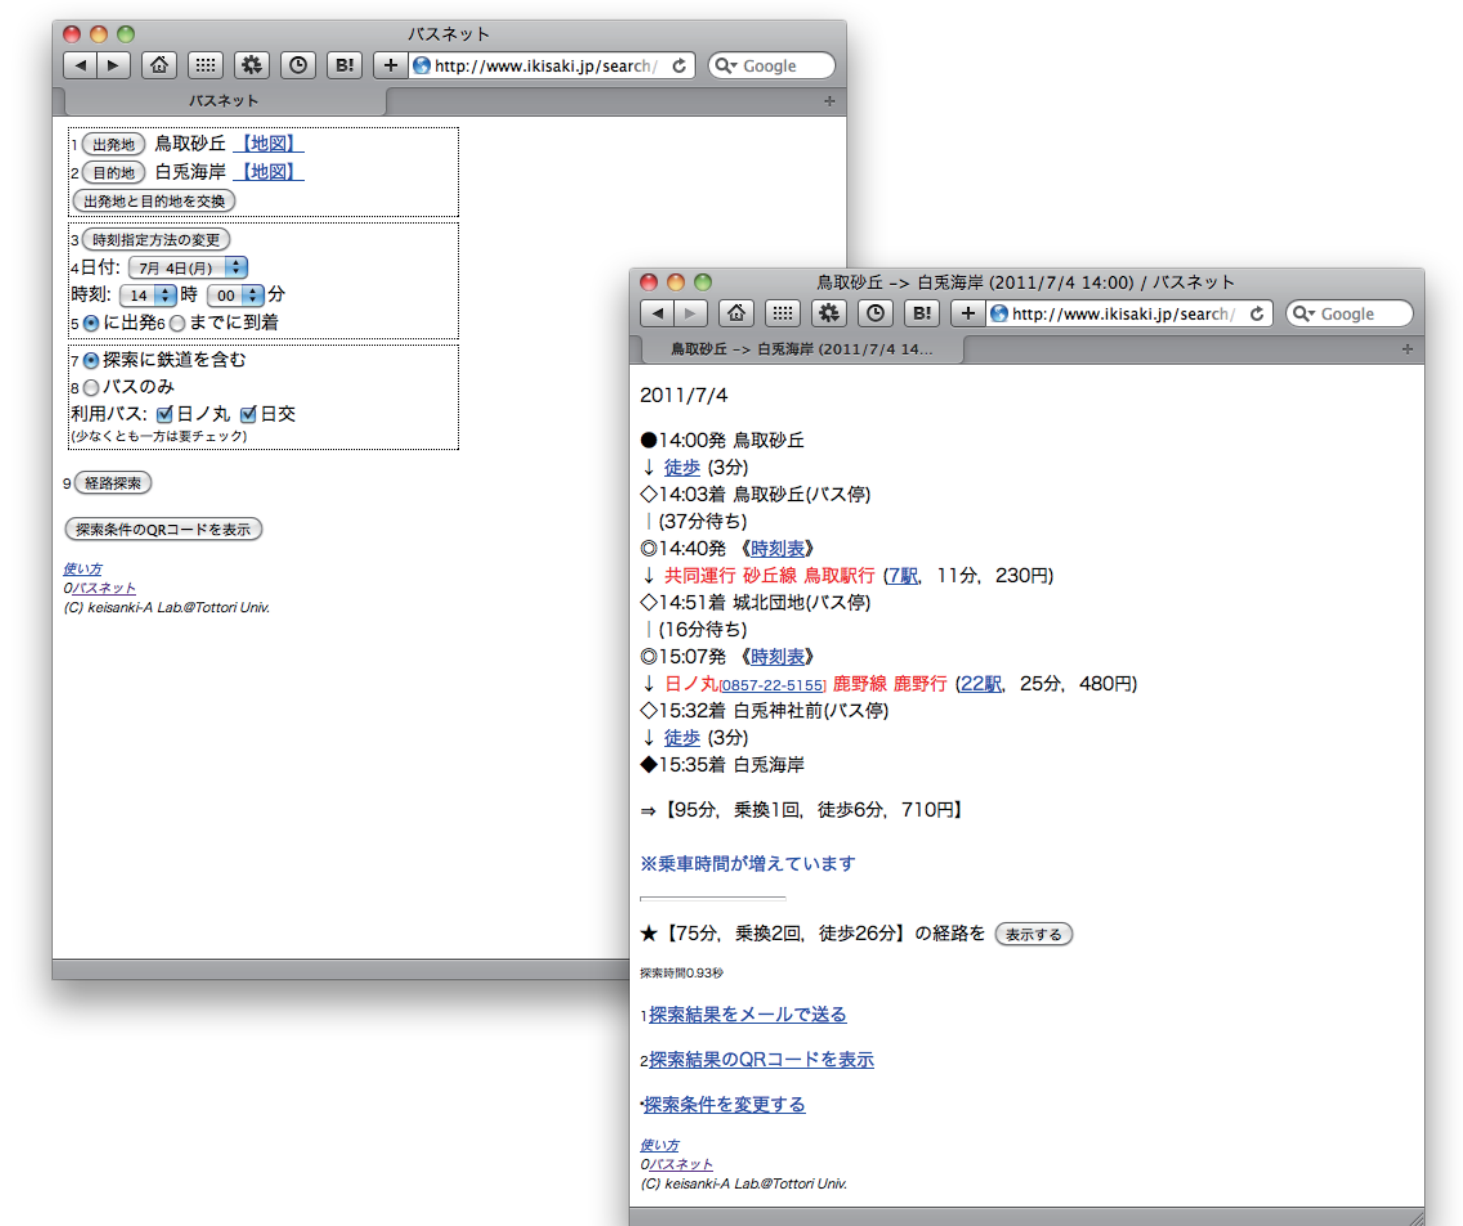 バスネット
B!
http://www.ikisaki.jp/search/
Google
バスネット
1 出発地 鳥取砂丘 【地図】
2 目的地 白兎海岸 【地図】
出発地と目的地を交換
3 時刻指定方法の変更
4日付: 7月 4日(月)
時刻: 14 時 00 分
5 に出発6 までに到着
7 探索に鉄道を含む
8 バスのみ
利用バス: 日ノ丸 日交
(少なくとも一方は要チェック)
9 経路探索
探索条件のQRコードを表示
使い方
0バスネット
(C) keisanki-A Lab.@Tottori Univ.
鳥取砂丘 -> 白兎海岸 (2011/7/4 14:00) / バスネット
B!
http://www.ikisaki.jp/search/
Google
鳥取砂丘 -> 白兎海岸 (2011/7/4 14...
2011/7/4
●14:00発 鳥取砂丘
↓ 徒歩 (3分)
◇14:03着 鳥取砂丘(バス停)
｜(37分待ち)
◎14:40発 《時刻表》
↓ 共同運行 砂丘線 鳥取駅行 (7駅, 11分, 230円)
◇14:51着 城北団地(バス停)
｜(16分待ち)
◎15:07発 《時刻表》
↓ 日ノ丸[0857-22-5155] 鹿野線 鹿野行 (22駅, 25分, 480円)
◇15:32着 白兎神社前(バス停)
↓ 徒歩 (3分)
◆15:35着 白兎海岸
⇒【95分, 乗換1回, 徒歩6分, 710円】
※乗車時間が増えています
★【75分, 乗換2回, 徒歩26分】の経路を 表示する
探索時間0.93秒
1探索結果をメールで送る
2探索結果のQRコードを表示
*探索条件を変更する
使い方
0バスネット
(C) keisanki-A Lab.@Tottori Univ.